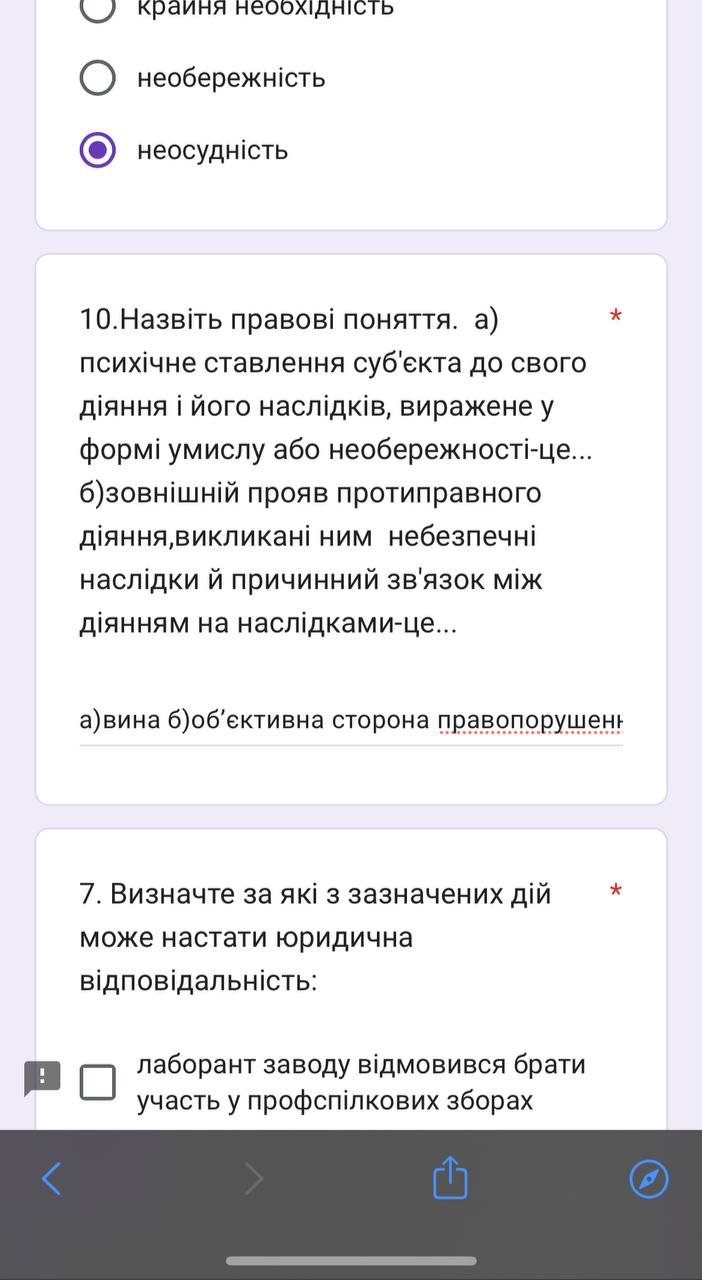 крайня необхідність
необережність
неосудність
10.Назвіть правові поняття.  а) *
психічне ставлення суб'єкта до свого
діяння і його наслідків, виражене у
формі умислу або необережності-це...
б)зовнішній прояв протиправного
діяння,викликані ним  небезпечні
наслідки й причинний зв'язок між
діянням на наслідками-це...
а)вина б)об’єктивна сторона правопорушен
7. Визначте за які з зазначених дій *
може настати юридична
відповідальність:
лаборант заводу відмовився брати
участь у профспілкових зборах